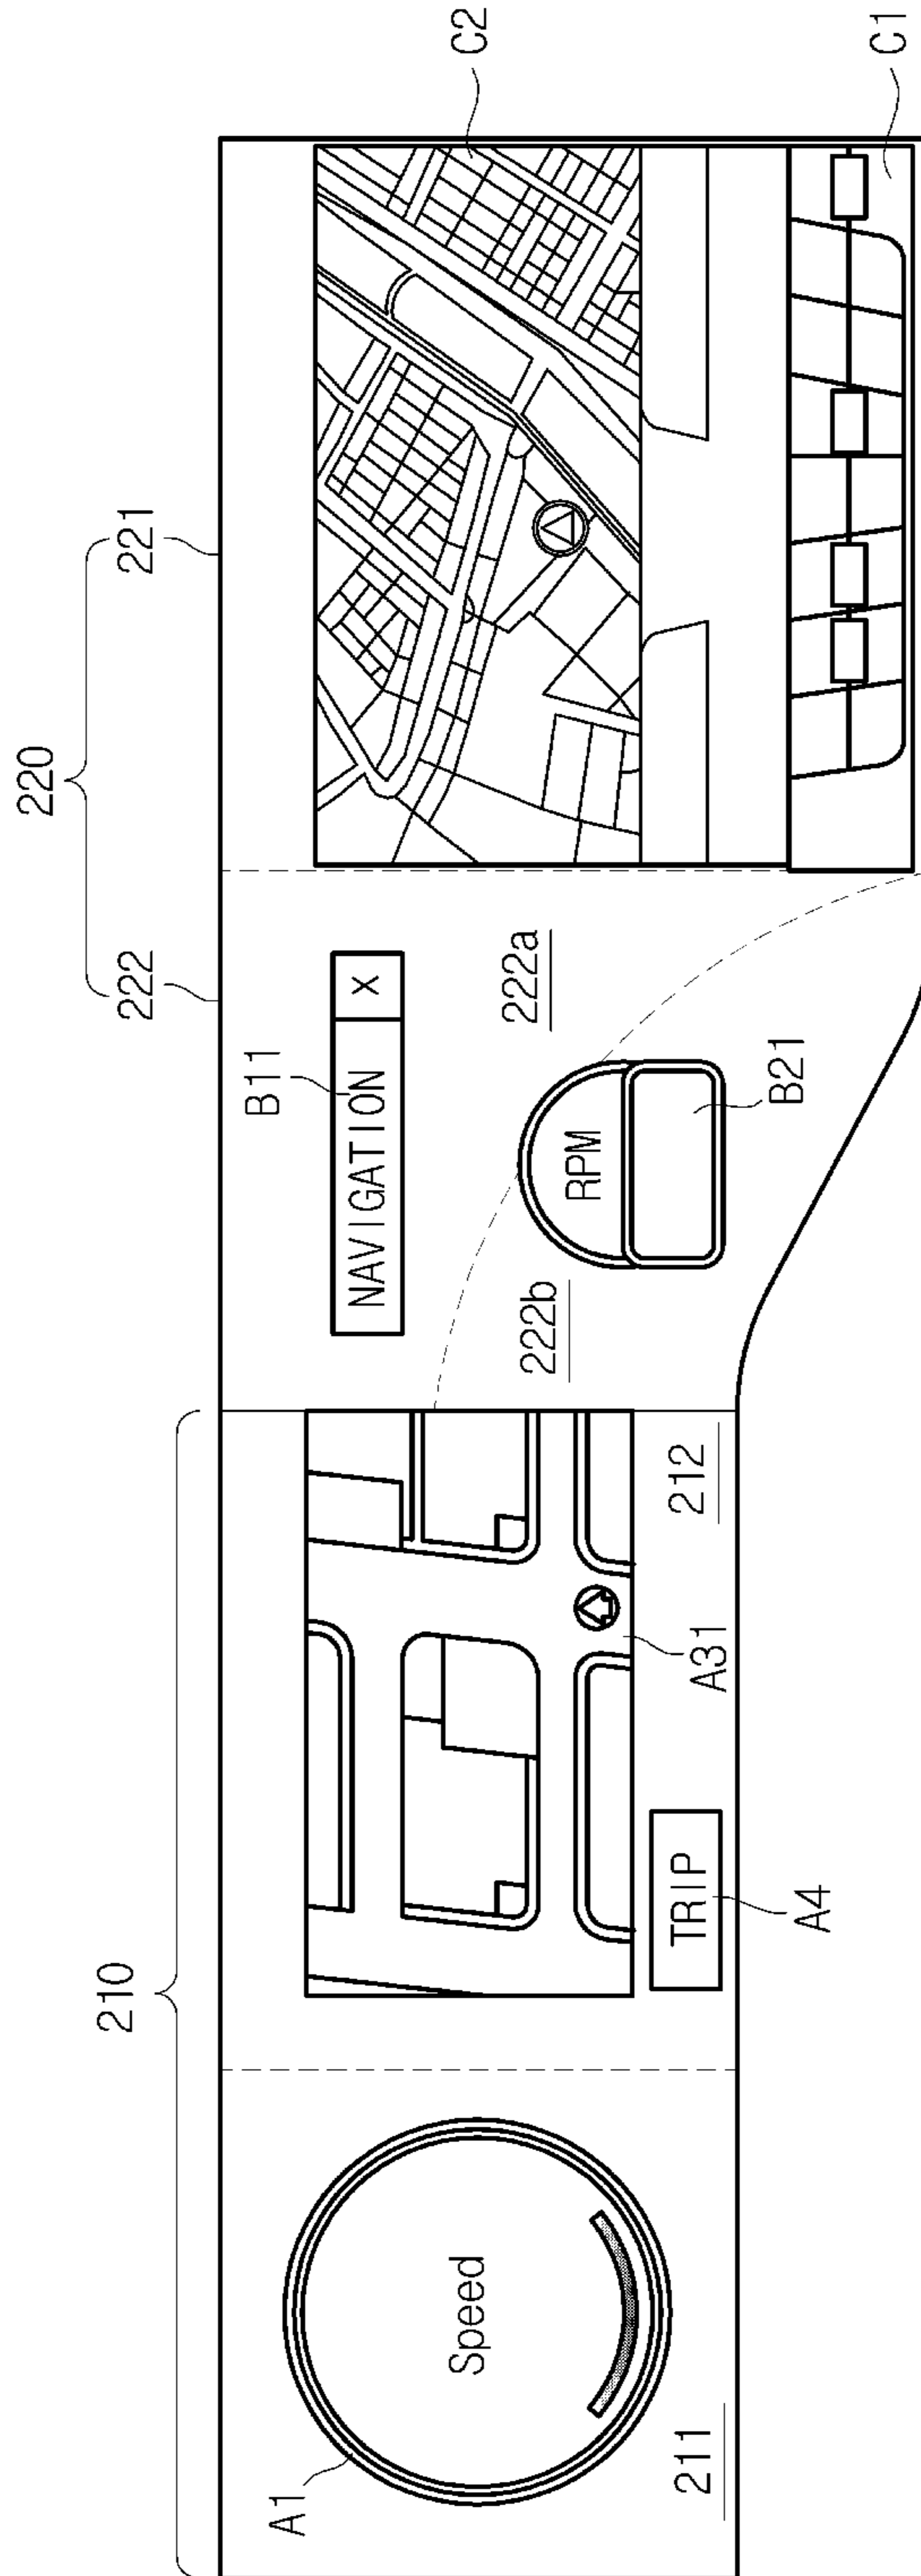 220
210
222
221
A1
B11
C2
NAVIGATION X
Speed
222a
222b
RPM
TRIP
211
212
A4
A31
B21
C1